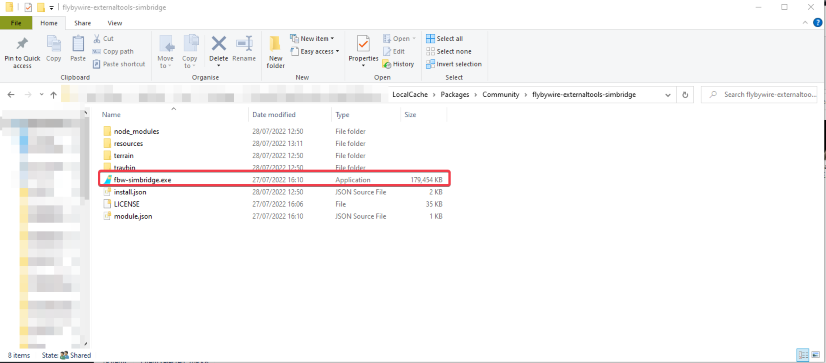 flybywire-externaltools-simbridge
File Home Share View
Pin to Quick access
Copy
Paste
Cut
Copy path
Paste shortcut
Clipboard
Move to
Copy to
Delete
Rename
Organise
New folder
New item
Easy access
New
Properties
Open
Edit
History
Open
Select all
Select none
Invert selection
Select
LocalCache > Packages > Community > flybywire-externaltools-simbridge
Search flybywire-externaltoo...
Name Date modified Type Size
node_modules 28/07/2022 12:50 File folder
resources 28/07/2022 13:11 File folder
terrain 28/07/2022 12:50 File folder
traybin 28/07/2022 12:50 File folder
fbw-simbridge.exe 27/07/2022 16:10 Application 179,454 KB
install.json 28/07/2022 12:50 JSON Source File 2 KB
LICENSE 27/07/2022 16:06 File 35 KB
module.json 27/07/2022 16:10 JSON Source File 1 KB
8 items State: Shared